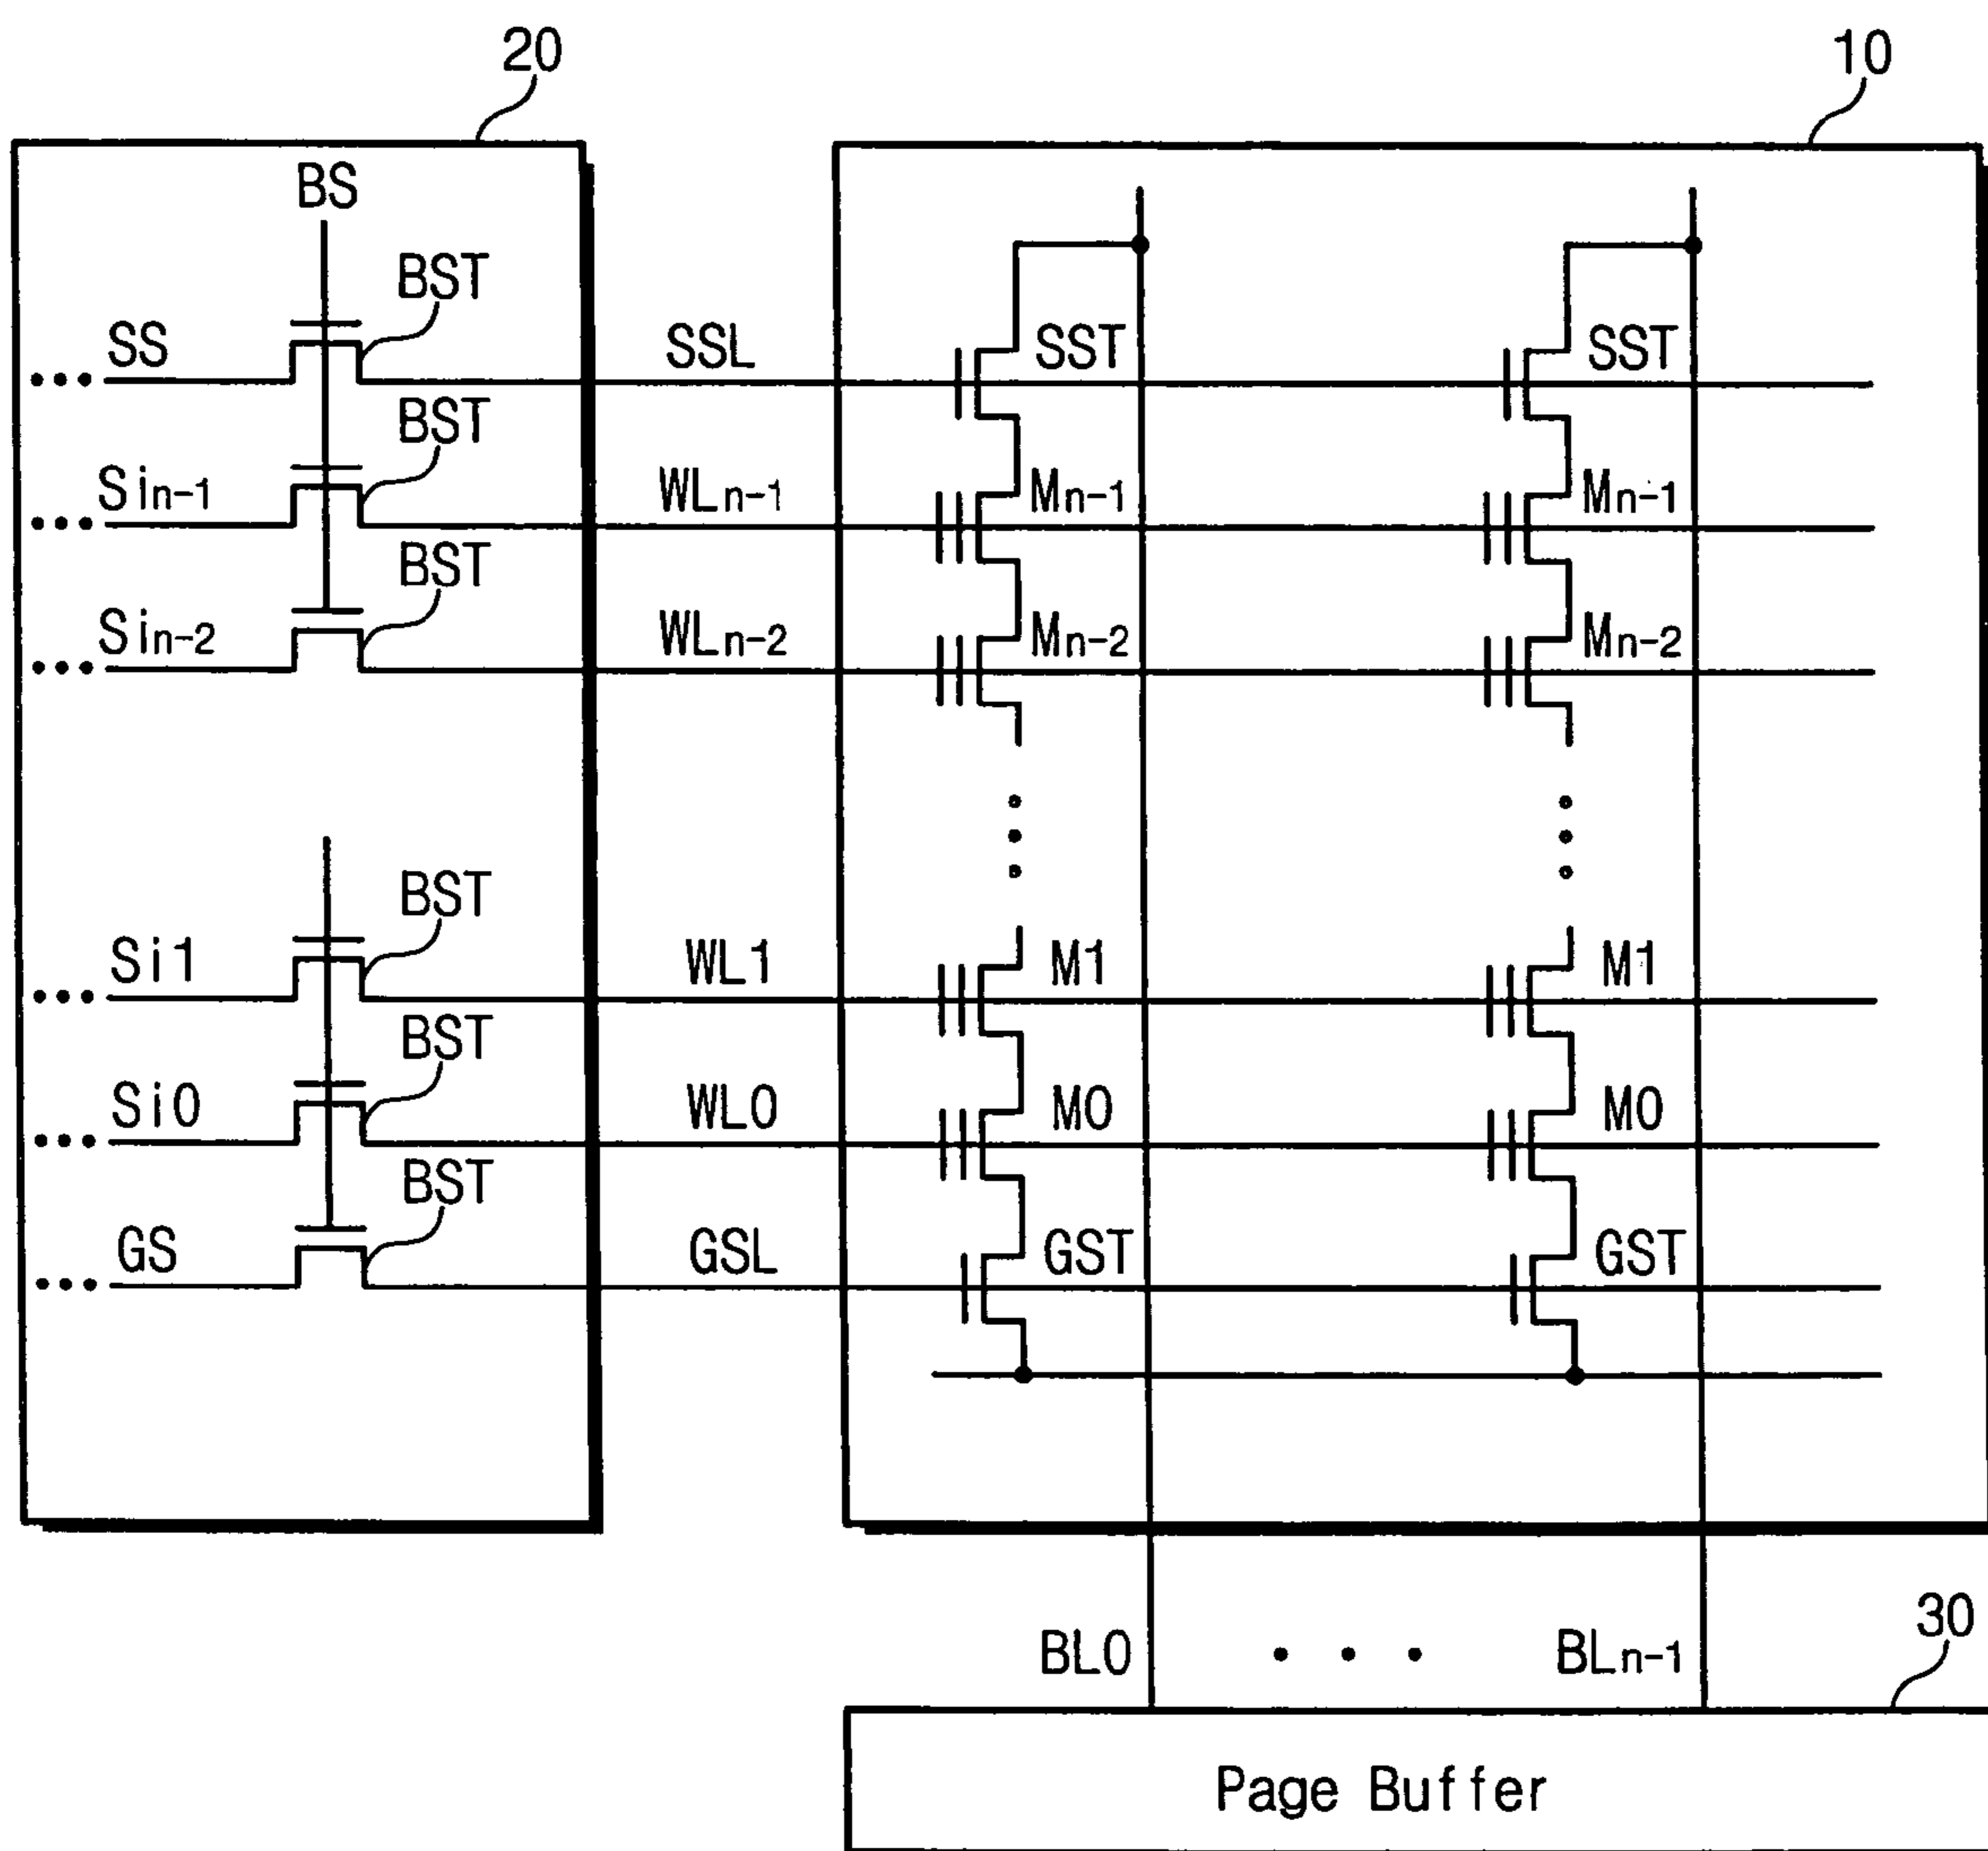 20
10
BS
BST
SS
SSL
SST
SST
BST
Sin-1
WLn-1
Mn-1
Mn-1
BST
Sin-2
WLn-2
Mn-2
Mn-2
BST
Si1
WL1
M1
M1
BST
Si0
WL0
M0
M0
BST
GS
GSL
GST
GST
30
BL0
BLn-1
Page Buffer